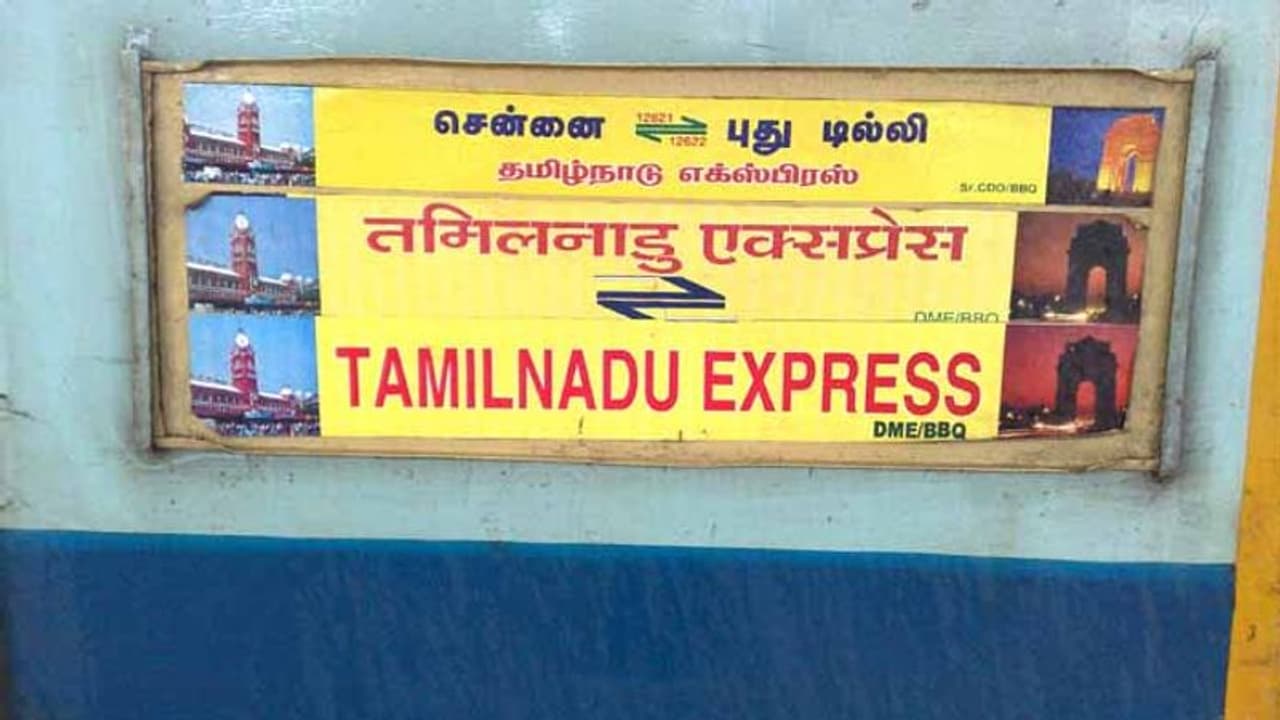 சென்னை 12621 12622 புது டில்லி
தமிழ்நாடு எக்ஸ்பிரஸ்
Sr.CDO/BBQ
तमिलनाडु एक्सप्रेस
DME/BBQ
TAMILNADU EXPRESS
DME/BBQ